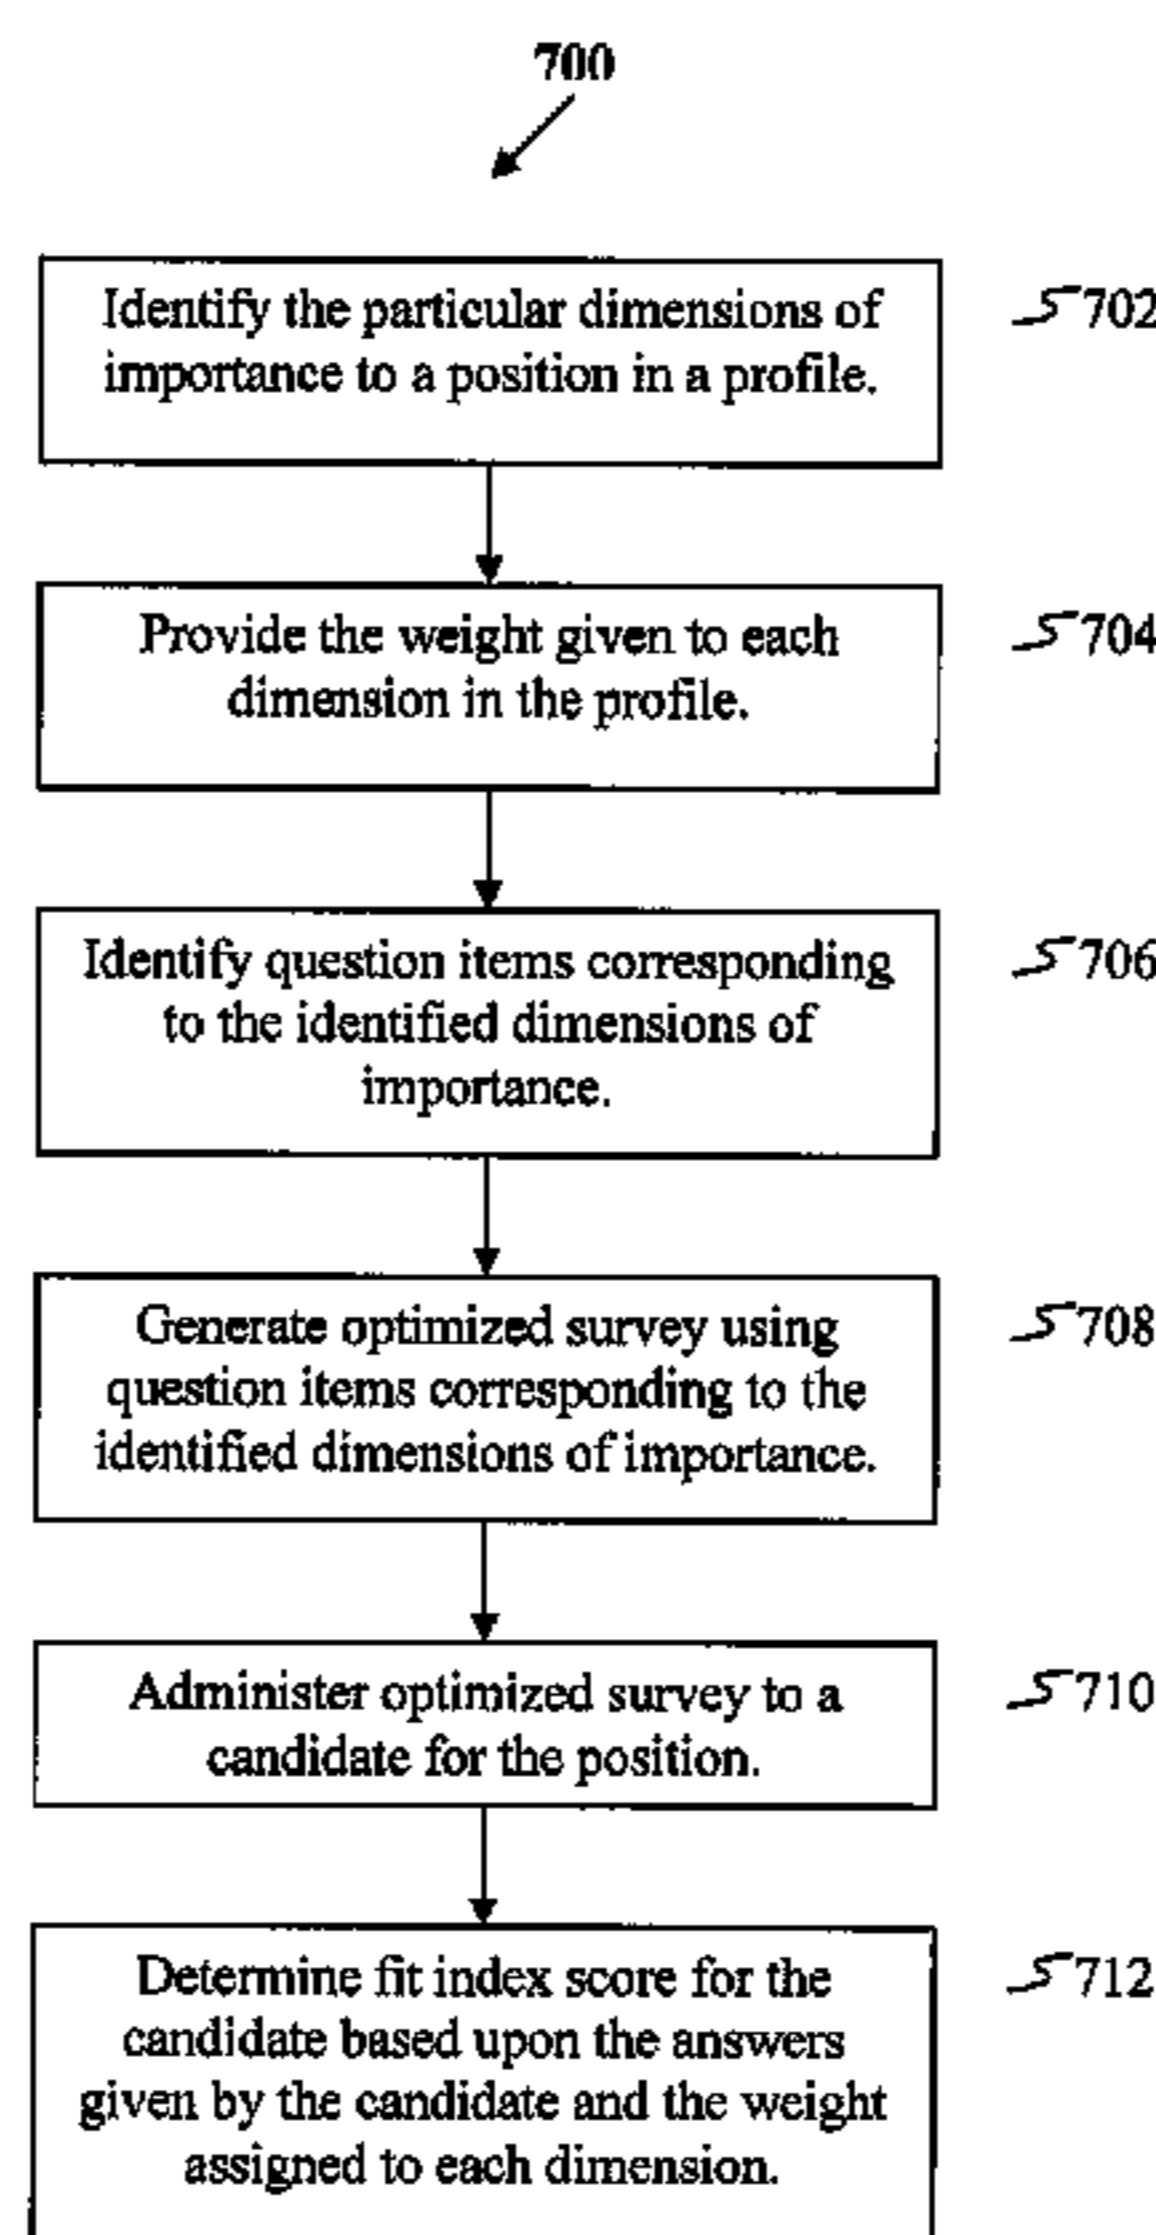 700
Identify the particular dimensions of
importance to a position in a profile.
702
Provide the weight given to each
dimension in the profile.
704
Identify question items corresponding
to the identified dimensions of
importance.
706
Generate optimized survey using
question items corresponding to the
identified dimensions of importance.
708
Administer optimized survey to a
candidate for the position.
710
Determine fit index score for the
candidate based upon the answers
given by the candidate and the weight
assigned to each dimension.
712